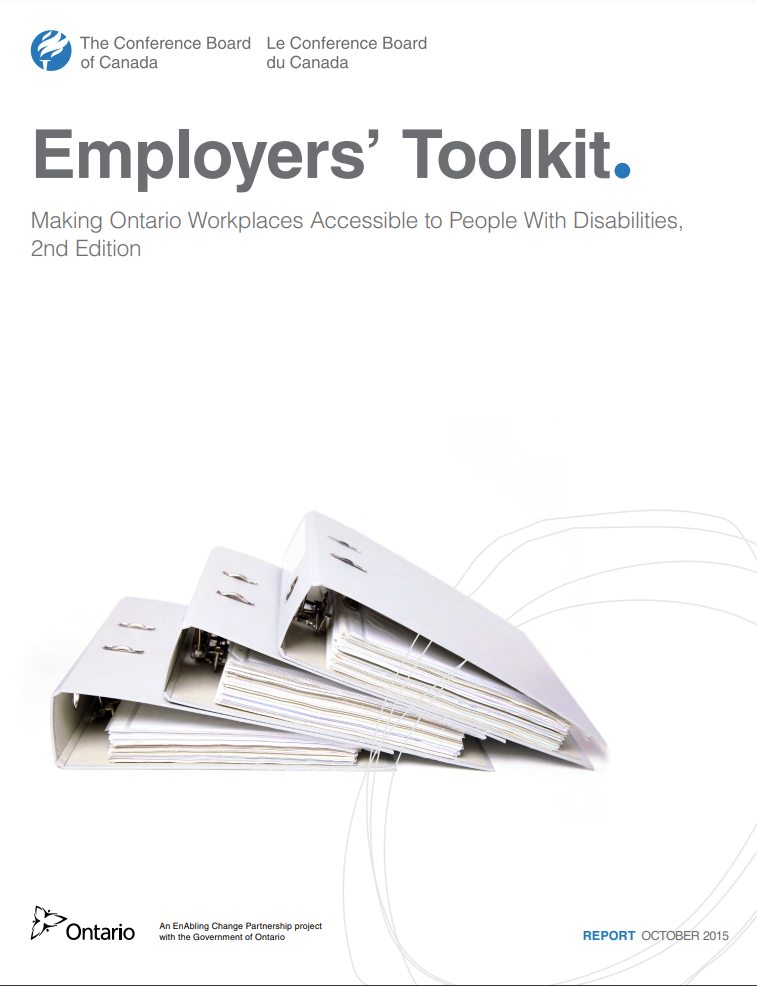 The Conference Board
of Canada
Le Conference Board
du Canada
Employers’ Toolkit.
Making Ontario Workplaces Accessible to People With Disabilities,
2nd Edition
Ontario
An EnAbling Change Partnership project
with the Government of Ontario
REPORT OCTOBER 2015